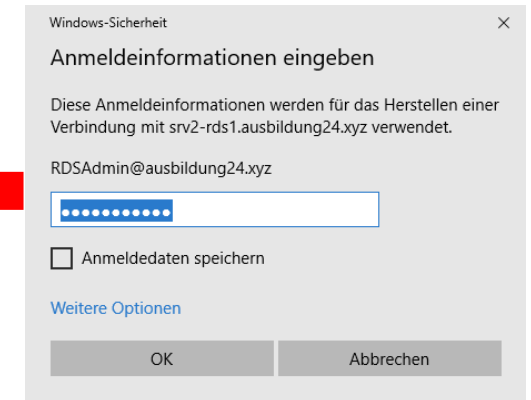 Windows-Sicherheit
Anmeldeinformationen eingeben
Diese Anmeldeinformationen werden für das Herstellen einer
Verbindung mit srv2-rds1.ausbildung24.xyz verwendet.
RDSAdmin@ausbildung24.xyz
●●●●●●●●●●●
Anmeldedaten speichern
Weitere Optionen
OK
Abbrechen